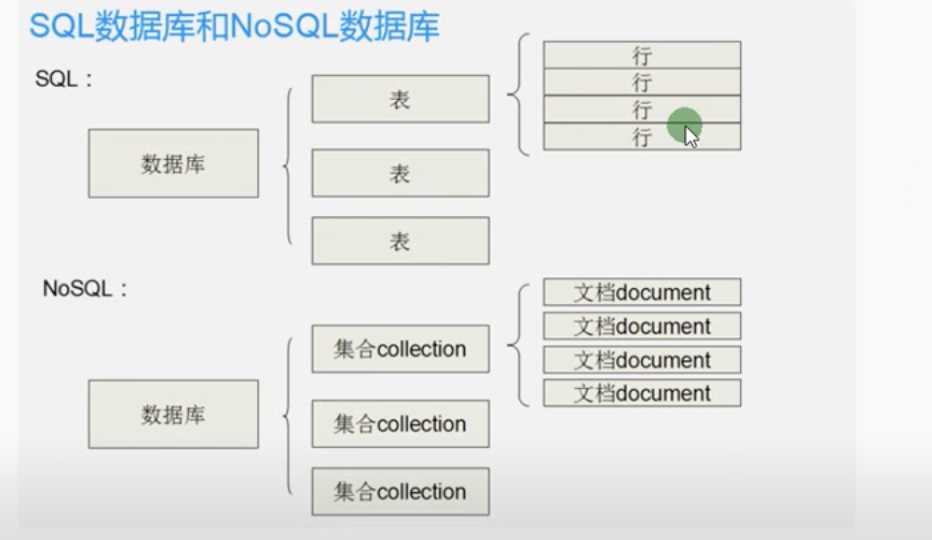 SQL数据库和NoSQL数据库
SQL：
数据库
表
表
表
行
行
行
行
NoSQL：
数据库
集合collection
集合collection
集合collection
文档document
文档document
文档document
文档document